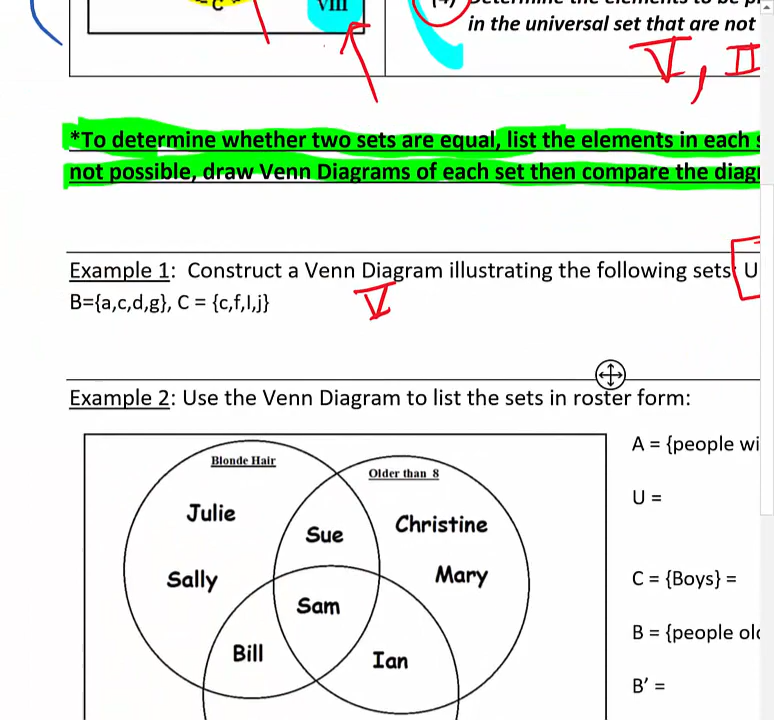 C
VIII
in the universal set that are not
V, II
*To determine whether two sets are equal, list the elements in each
not possible, draw Venn Diagrams of each set then compare the
Example 1: Construct a Venn Diagram illustrating the following sets U
B={a,c,d,g}, C = {c,f,I,j}
V
Example 2: Use the Venn Diagram to list the sets in roster form:
Blonde Hair
Older than 8
A = {people
Julie
Sue
Christine
U =
Sally
Mary
C = {Boys} =
Sam
B = {people
Bill
Ian
B′ =